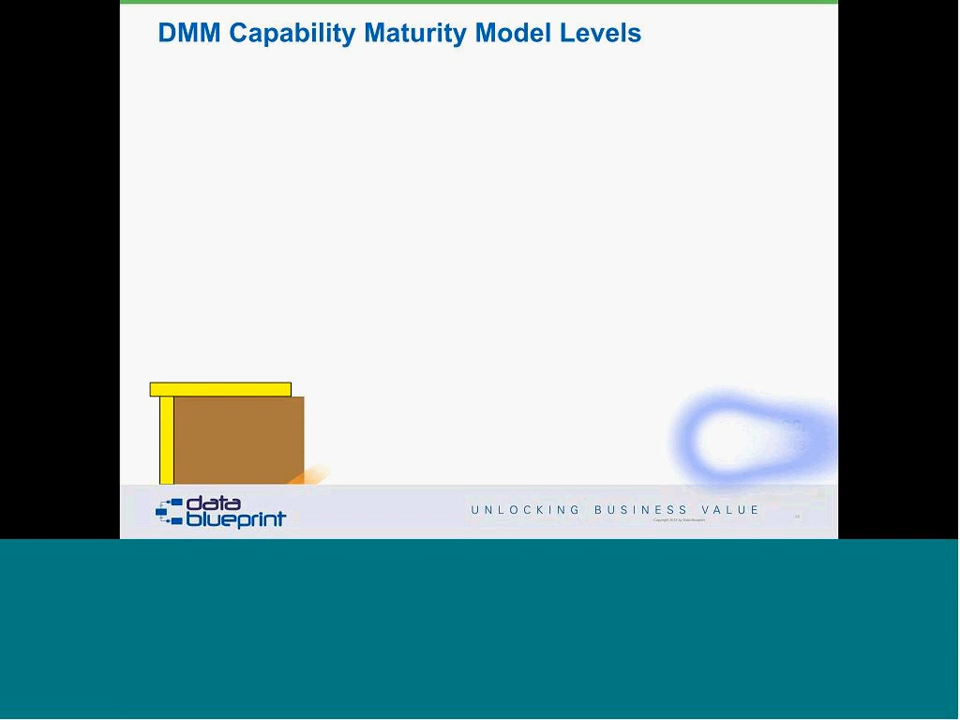 DMM Capability Maturity Model Levels
data
blueprint
UNLOCKING BUSINESS VALUE